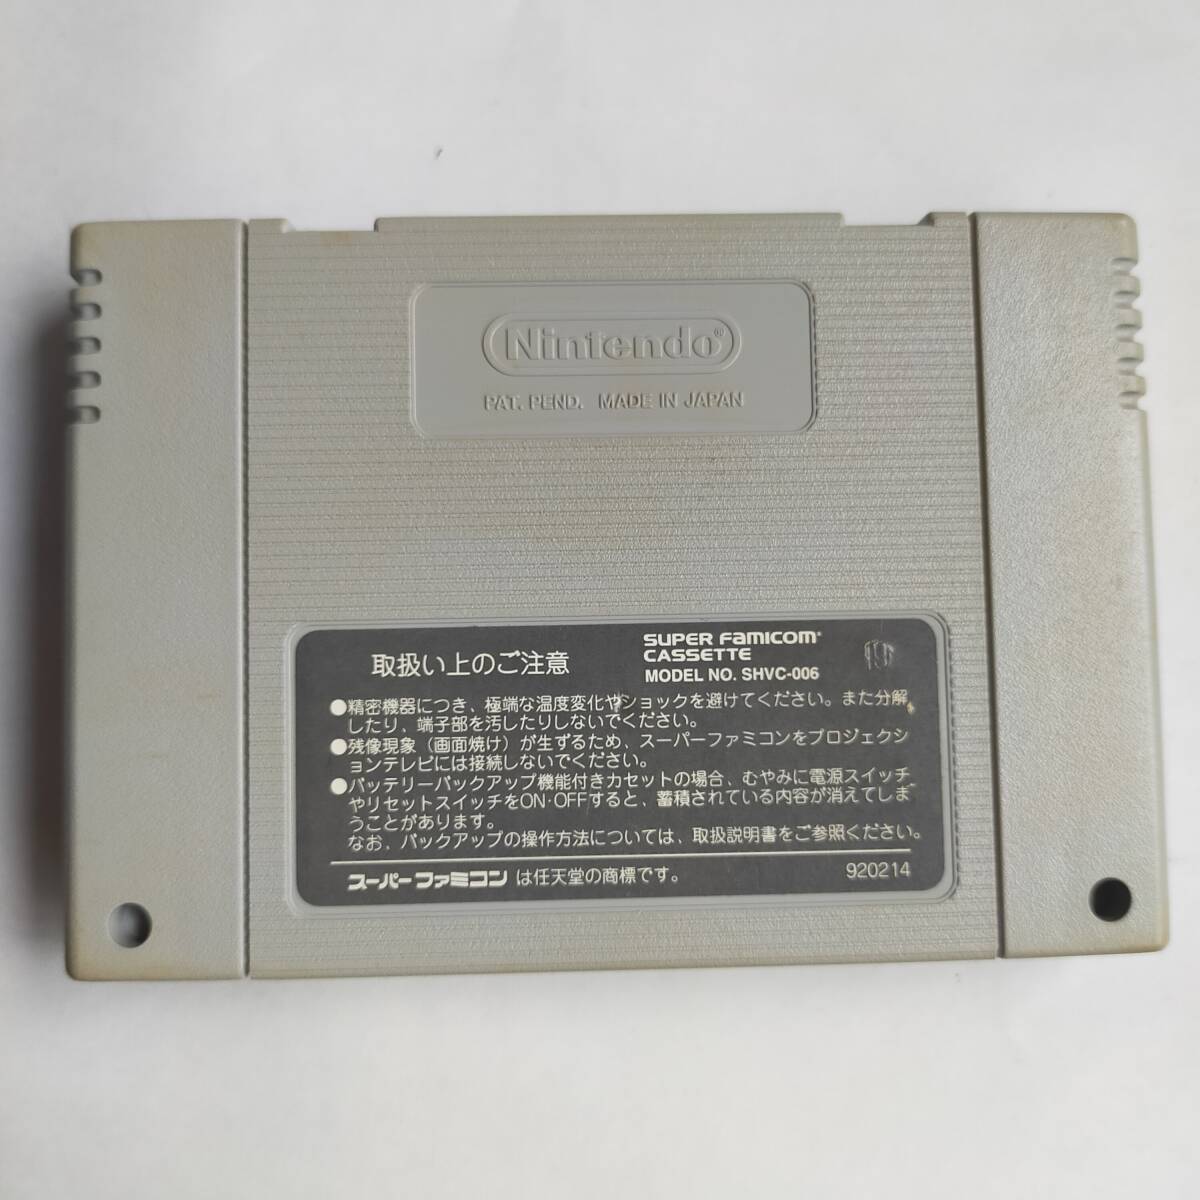 Nintendo®
PAT. PEND. MADE IN JAPAN
取扱い上のご注意
SUPER FAMICOM
CASSETTE
MODEL NO. SHVC-006
●精密機器につき、極端な温度変化やショックを避けてください。また分解
したり、端子部を汚したりしないでください。
●残像現象（画面焼け）が生ずるため、スーパーファミコンをプロジェクシ
ョンテレビには接続しないでください。
●バッテリーバックアップ機能付きカセットの場合、むやみに電源スイッチ
やリセットスイッチをON・OFFすると、蓄積されている内容が消えてしま
うことがあります。
なお、バックアップの操作方法については、取扱説明書をご参照ください。
スーパーファミコン は任天堂の商標です。
920214